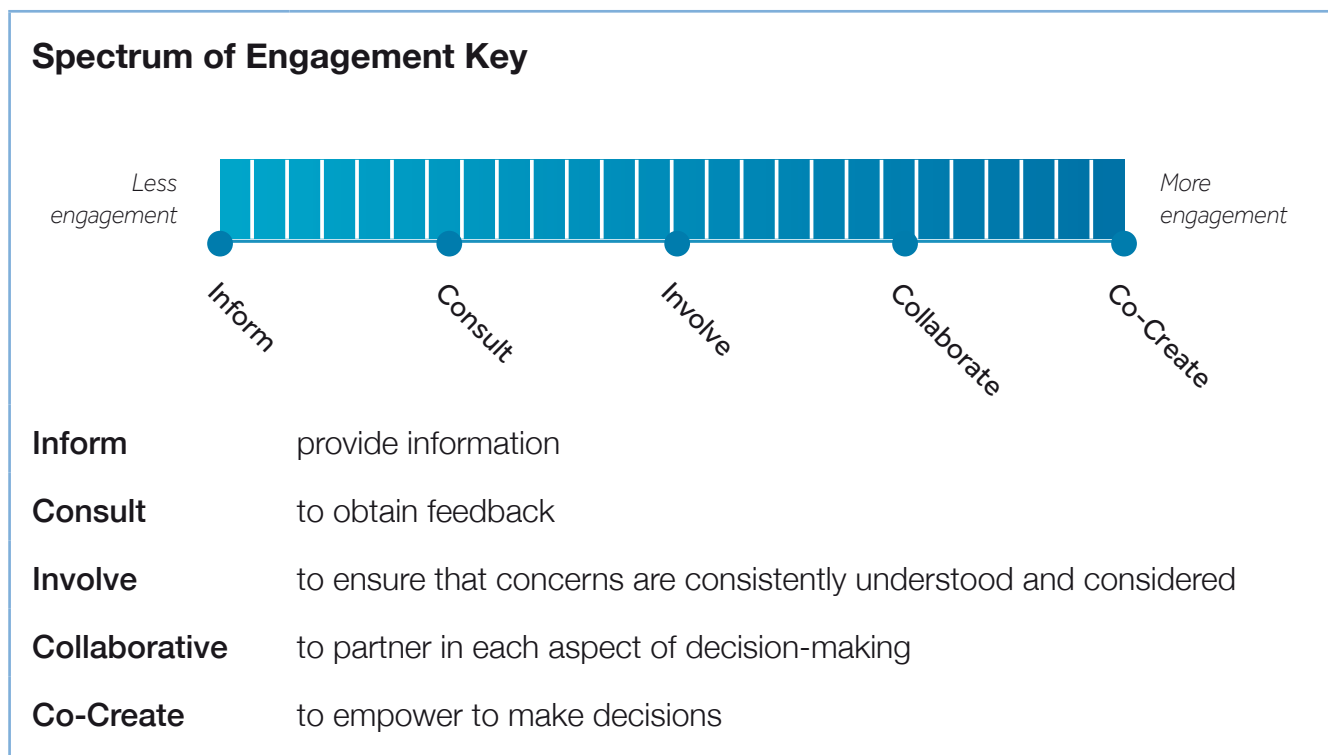 Spectrum of Engagement Key
Less
engagement
More
engagement
Inform
Consult
Involve
Collaborate
Co-Create
Inform provide information
Consult to obtain feedback
Involve to ensure that concerns are consistently understood and considered
Collaborative to partner in each aspect of decision-making
Co-Create to empower to make decisions